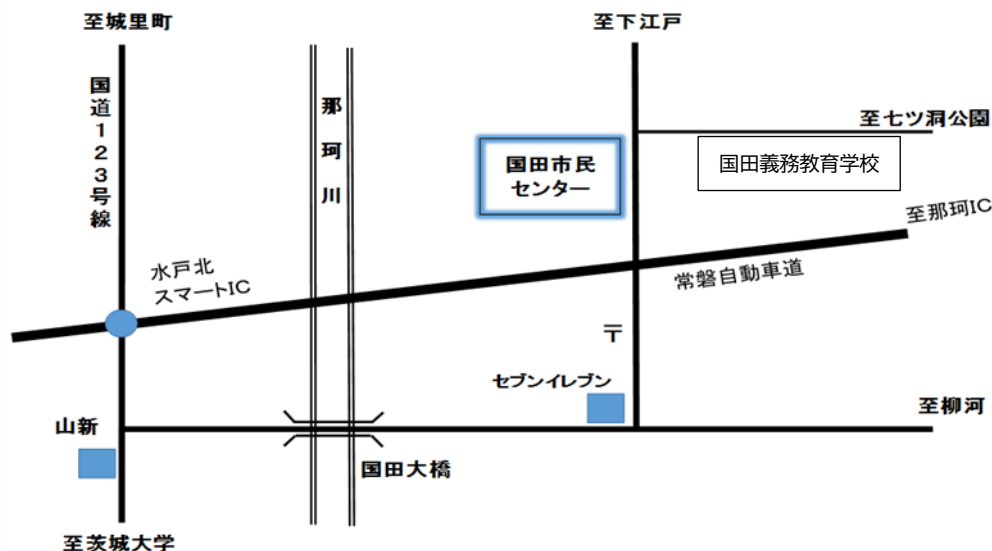 至城里町
至下江戸
国道123号線
那珂川
至七ツ洞公園
国田市民
センター
国田義務教育学校
至那珂IC
水戸北
スマートIC
常磐自動車道
〒
セブンイレブン
至柳河
山新
国田大橋
至茨城大学